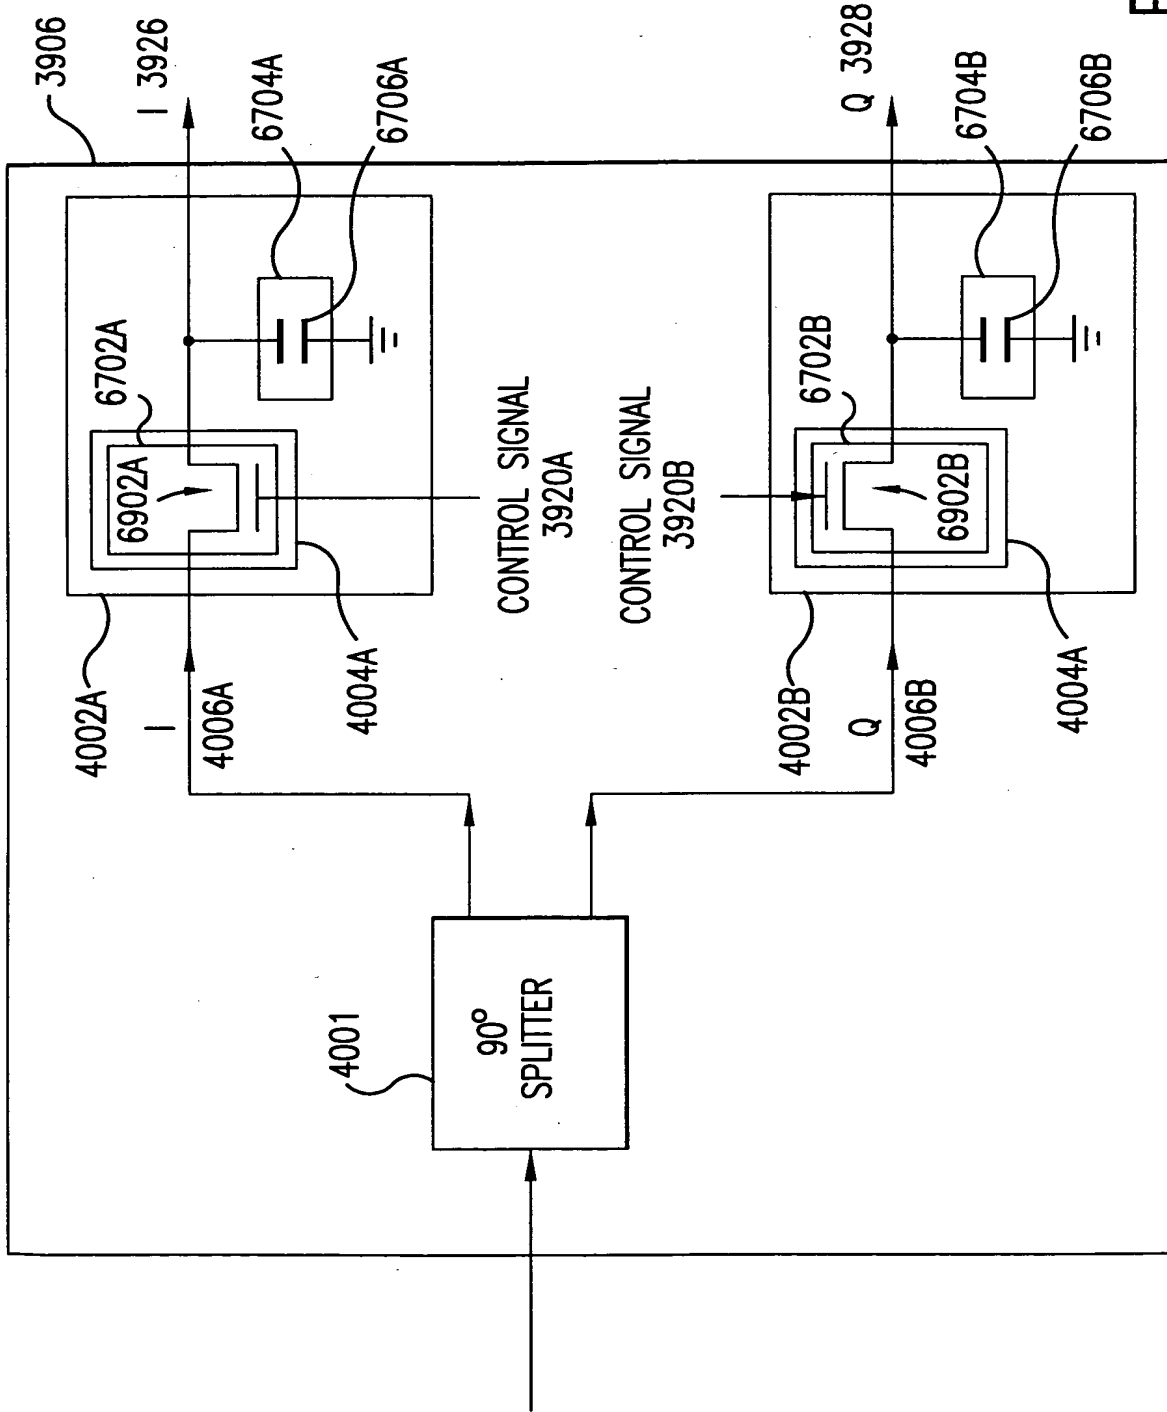 3906
I 3926
6704A
6706A
6702A
6902A
4002A
I
4006A
4004A
CONTROL SIGNAL
3920A
CONTROL SIGNAL
3920B
4001
90°
SPLITTER
Q 3928
6704B
6706B
6702B
6902B
4002B
Q
4006B
4004A